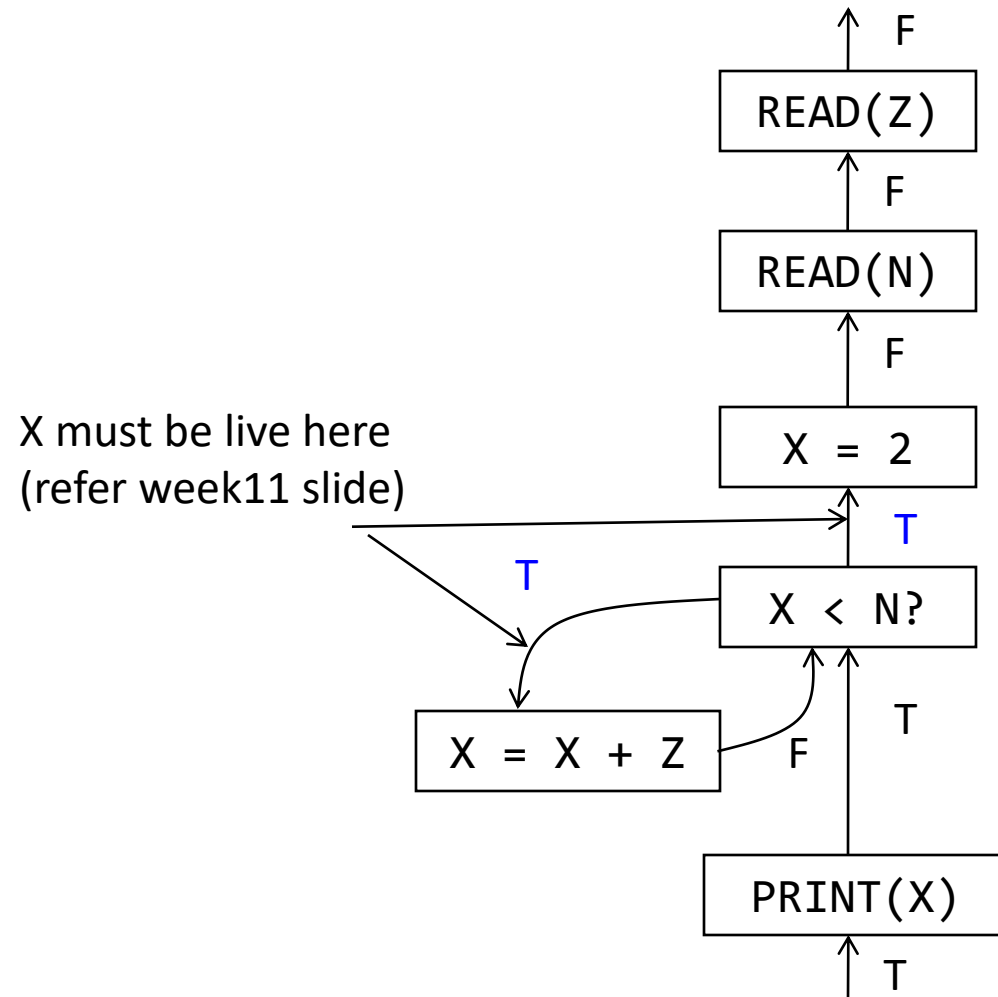 F
READ(Z)
F
READ(N)
F
X must be live here
(refer week11 slide)
X = 2
T
T
X < N?
T
X = X + Z
F
PRINT(X)
T